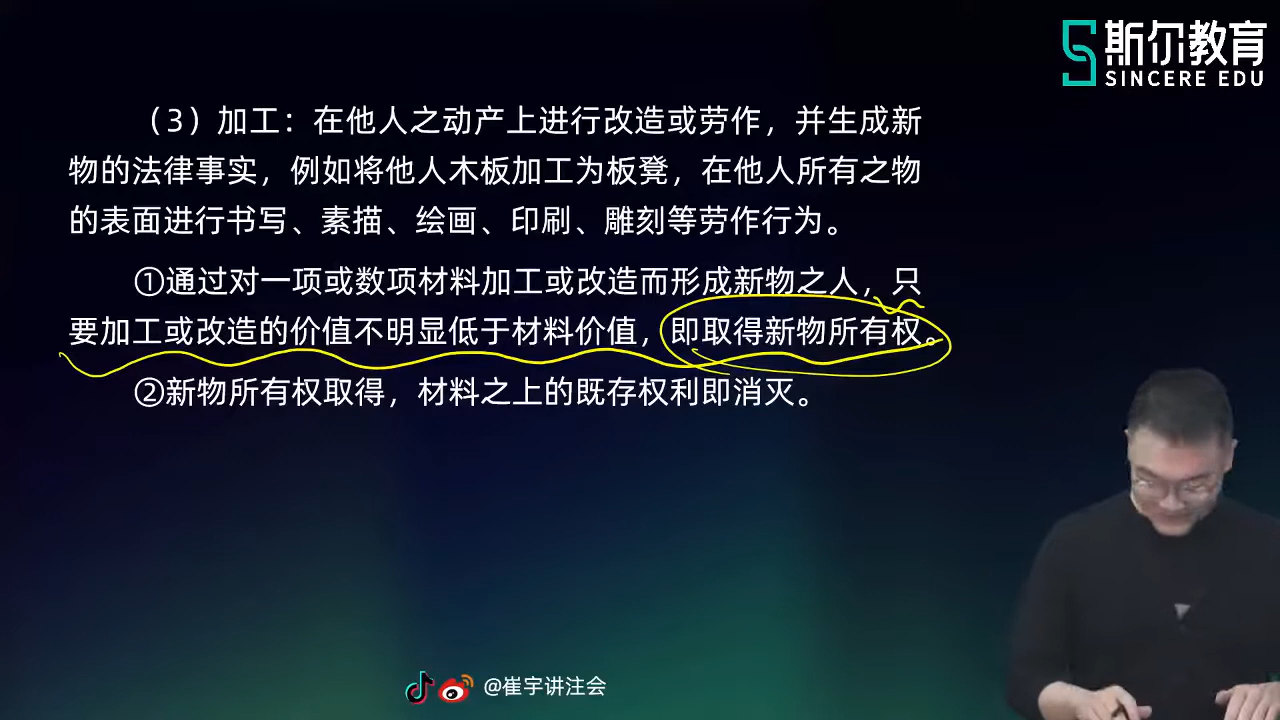 斯尔教育
SINCERE EDU
（3）加工：在他人之动产上进行改造或劳作，并生成新
物的法律事实，例如将他人木板加工为板凳，在他人所有之物
的表面进行书写、素描、绘画、印刷、雕刻等劳作行为。
①通过对一项或数项材料加工或改造而形成新物之人，只
要加工或改造的价值不明显低于材料价值，即取得新物所有权。
②新物所有权取得，材料之上的既存权利即消灭。
@崔宇讲注会